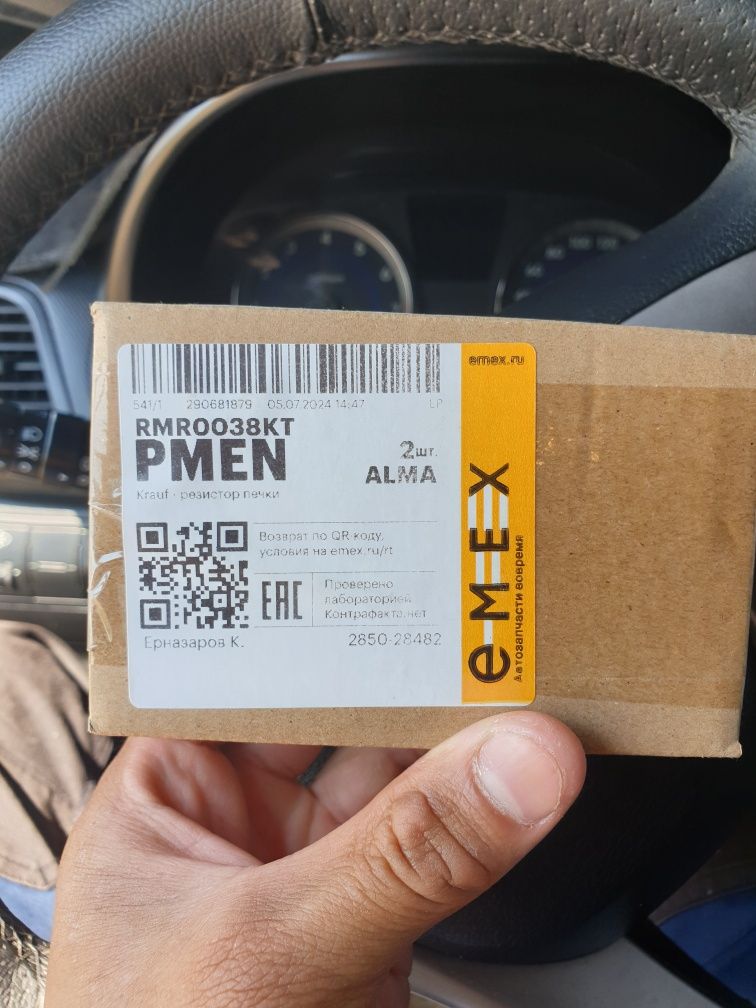 emex.ru
541/1 290681879 05.07.2024 14:47 LP
RMR0038KT
PMEN
2шт.
ALMA
Krauf · резистор печки
Возврат по QR-коду,
условия на emex.ru/rt
EAC
Проверено
лабораторией
Контрафакта.нет
Ерназаров К.
2850-28482
eMEX
Автозапчасти вовремя